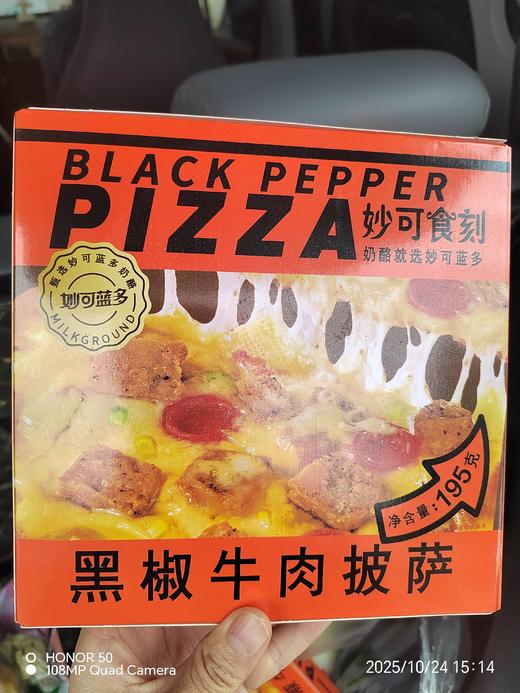 BLACK PEPPER
PIZZA
妙可食刻
奶酪就选妙可蓝多
甄选妙可蓝多奶酪
妙可蓝多
MILKGROUND
净含量:195克
黑椒牛肉披萨
HONOR 50
108MP Quad Camera
2025/10/24 15:14